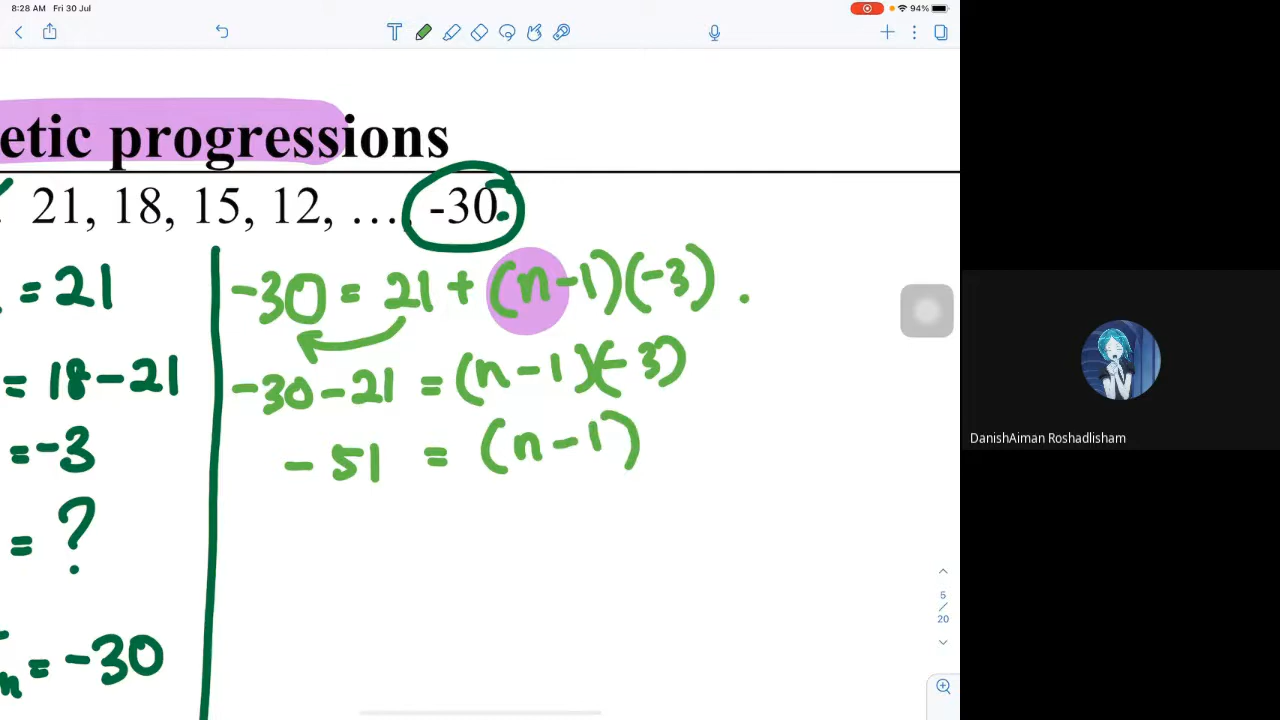 8:28 AM Fri 30 Jul
94%
etic progressions
21, 18, 15, 12, ... -30.
= 21
-30 = 21 + (n-1)(-3).
= 18-21
-30-21 = (n-1)(-3)
= -3
-51 = (n-1)
= ?
n = -30
5
/
20
DanishAiman Roshadlisham